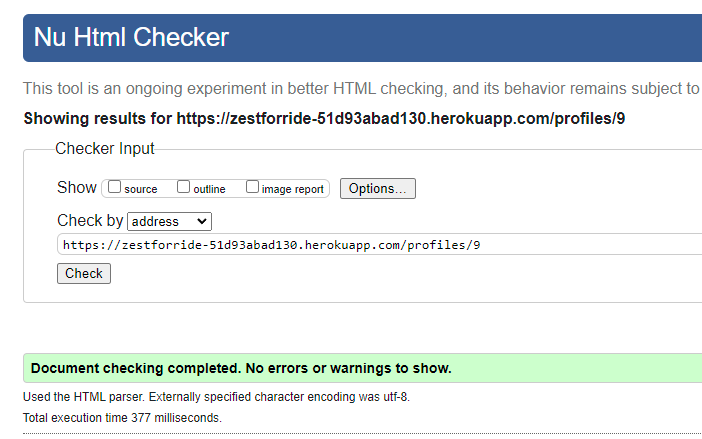 Nu Html Checker
This tool is an ongoing experiment in better HTML checking, and its behavior remains subject to
Showing results for https://zestforride-51d93abad130.herokuapp.com/profiles/9
Checker Input
Show source outline image report Options...
Check by address
https://zestforride-51d93abad130.herokuapp.com/profiles/9
Check
Document checking completed. No errors or warnings to show.
Used the HTML parser. Externally specified character encoding was utf-8.
Total execution time 377 milliseconds.